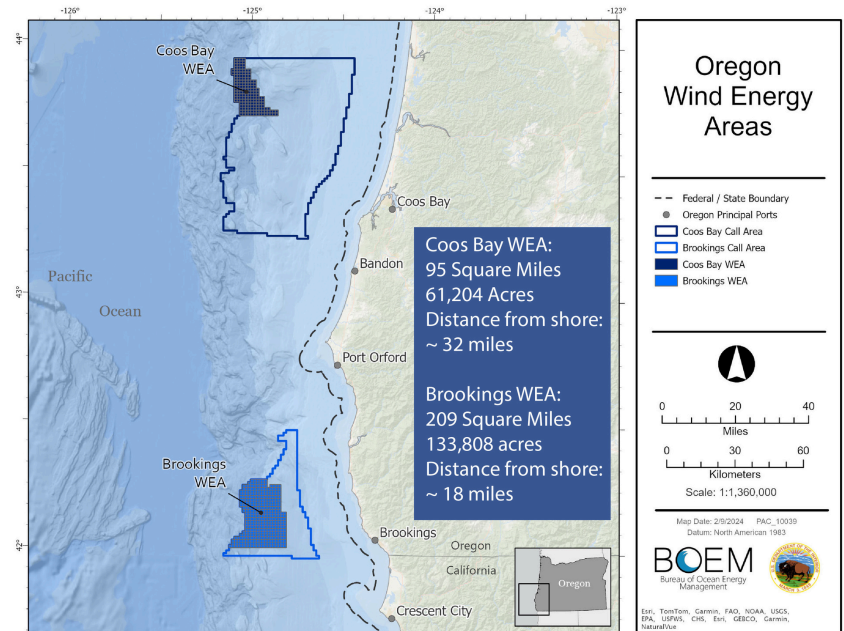 -126°
-125°
-124°
-123°
44°
43°
42°
Coos Bay
WEA
Coos Bay
Bandon
Pacific
Ocean
Port Orford
Brookings
WEA
Brookings
Oregon
California
Crescent City
Coos Bay WEA:
95 Square Miles
61,204 Acres
Distance from shore:
~ 32 miles
Brookings WEA:
209 Square Miles
133,808 acres
Distance from shore:
~ 18 miles
Oregon
Oregon
Wind Energy
Areas
Federal / State Boundary
Oregon Principal Ports
Coos Bay Call Area
Brookings Call Area
Coos Bay WEA
Brookings WEA
0 20 40
Miles
0 30 60
Kilometers
Scale: 1:1,360,000
Map Date: 2/9/2024 PAC_10039
Datum: North American 1983
BOEM
Bureau of Ocean Energy
Management
Esri, TomTom, Garmin, FAO, NOAA, USGS,
EPA, USFWS, CHS, Esri, GEBCO, Garmin,
NaturalVue